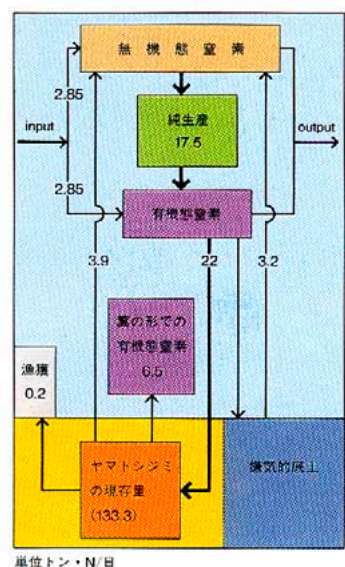 無機態窒素
2.85
input
純生産
17.5
output
2.85
有機態窒素
3.9
22
3.2
糞の形での
有機態窒素
6.5
漁獲
0.2
ヤマトシジミ
の現存量
(133.3)
嫌気的底土
単位トン・N/日